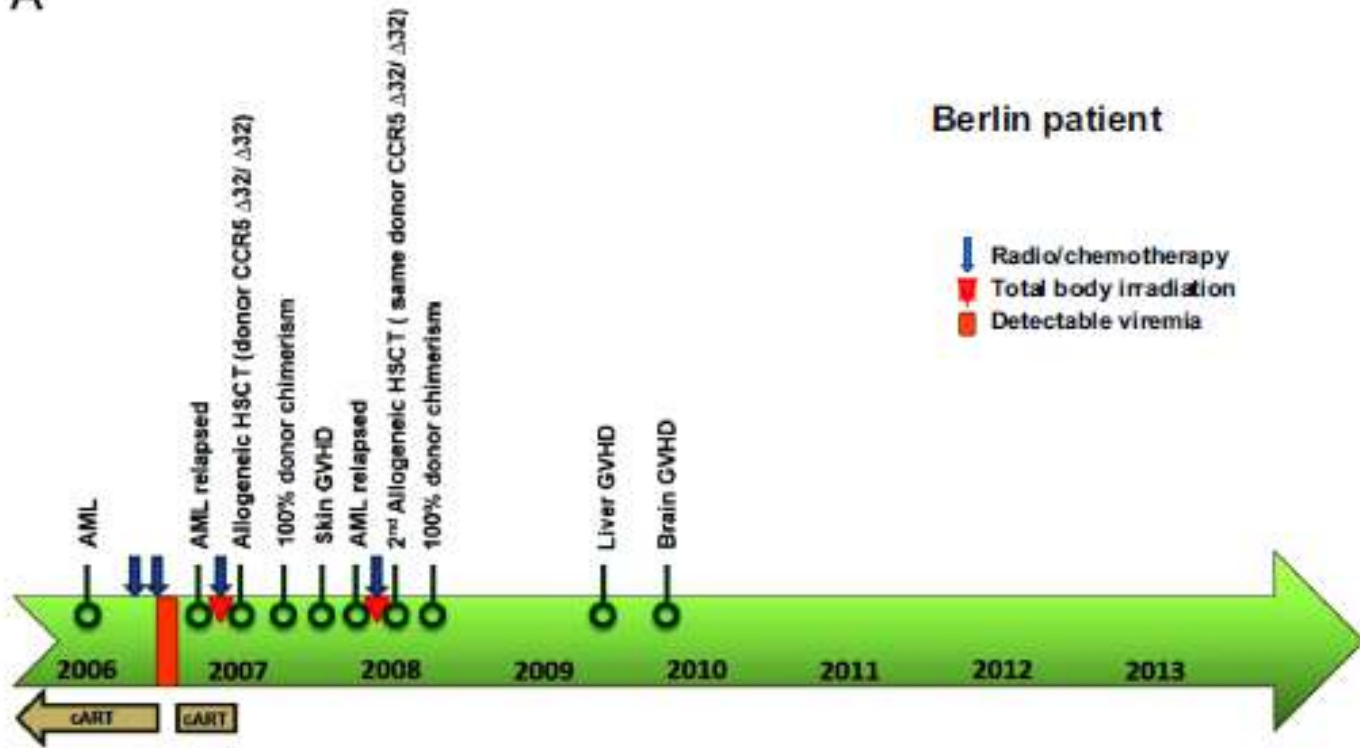 A
Berlin patient
Radio/chemotherapy
Total body irradiation
Detectable viremia
AML
AML relapsed
Allogeneic HSCT (donor CCR5 Δ32/ Δ32)
100% donor chimerism
Skin GVHD
AML relapsed
2nd Allogeneic HSCT ( same donor CCR5 Δ32/ Δ32)
100% donor chimerism
Liver GVHD
Brain GVHD
2006 2007 2008 2009 2010 2011 2012 2013
cART cART